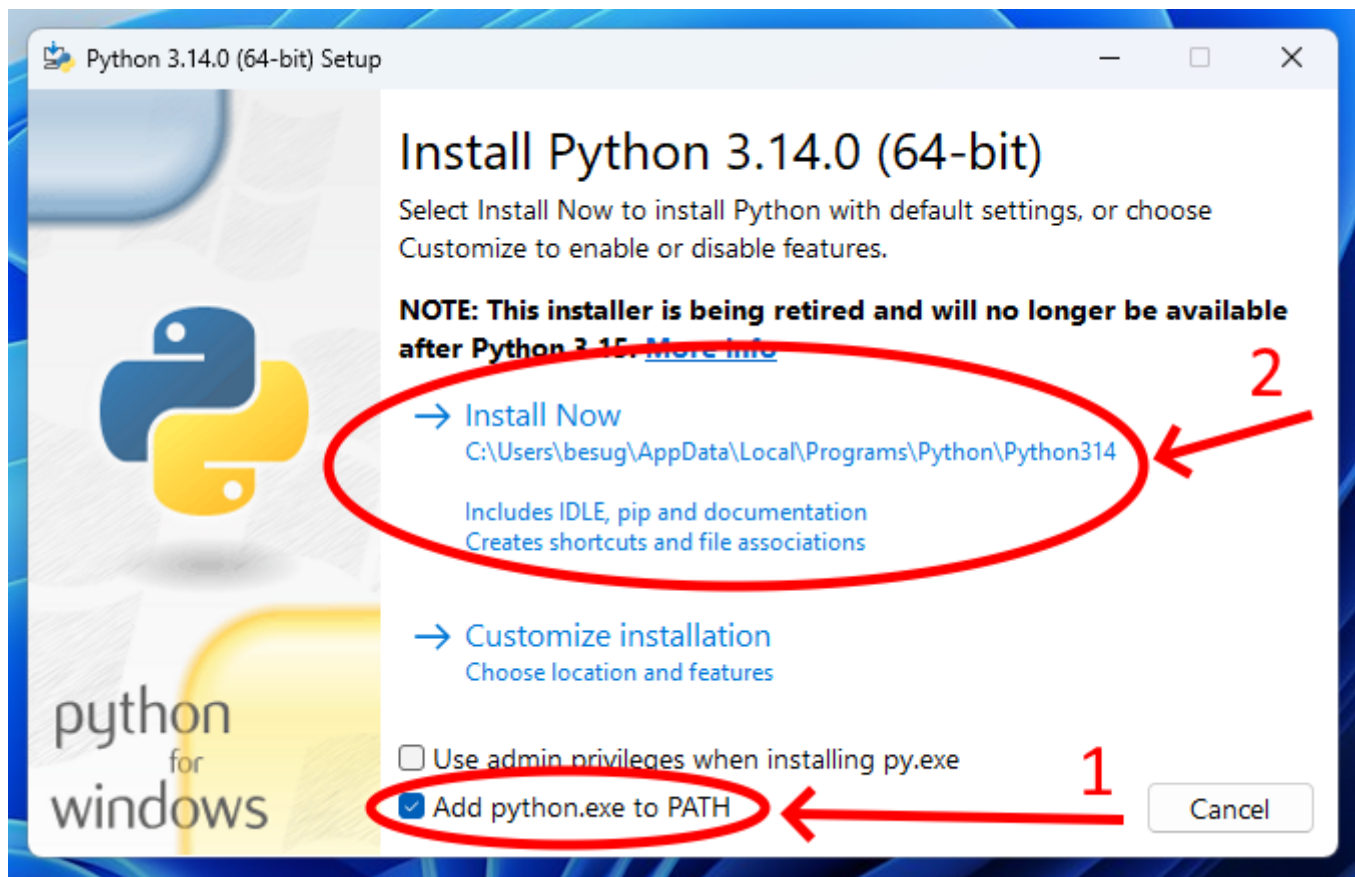 Python 3.14.0 (64-bit) Setup
Install Python 3.14.0 (64-bit)
Select Install Now to install Python with default settings, or choose
Customize to enable or disable features.
NOTE: This installer is being retired and will no longer be available
after Python 3.15. More info
2
Install Now
C:\Users\besug\AppData\Local\Programs\Python\Python314
Includes IDLE, pip and documentation
Creates shortcuts and file associations
Customize installation
Choose location and features
python
for
windows
Use admin privileges when installing py.exe
1
Add python.exe to PATH
Cancel